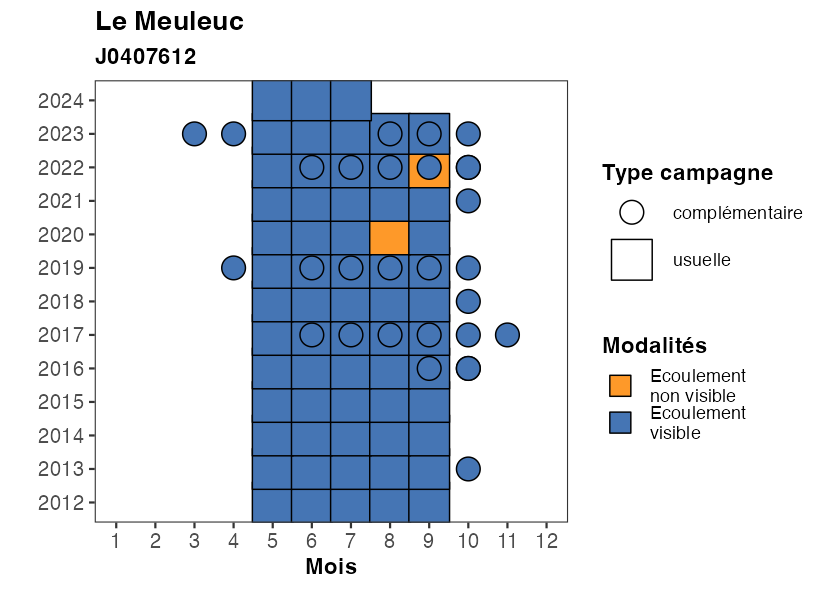 Le Meuleuc
J0407612
2024
2023
2022
2021
2020
2019
2018
2017
2016
2015
2014
2013
2012
1 2 3 4 5 6 7 8 9 10 11 12
Mois
Type campagne
complémentaire
usuelle
Modalités
Ecoulement
non visible
Ecoulement
visible